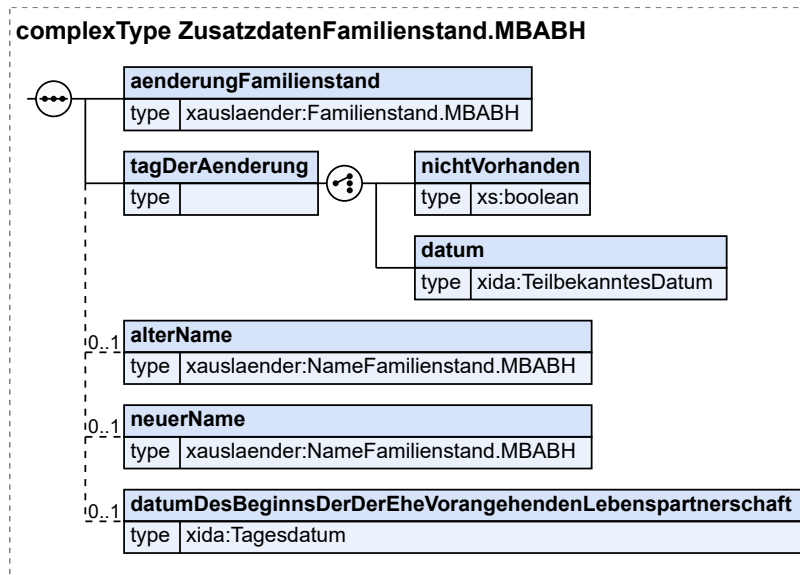 complexType ZusatzdatenFamilienstand.MBABH
aenderungFamilienstand
type xauslaender:Familienstand.MBABH
tagDerAenderung
type
nichtVorhanden
type xs:boolean
datum
type xida:TeilbekanntesDatum
0..1
alterName
type xauslaender:NameFamilienstand.MBABH
0..1
neuerName
type xauslaender:NameFamilienstand.MBABH
0..1
datumDesBeginnsDerDerEheVorangehendenLebenspartnerschaft
type xida:Tagesdatum